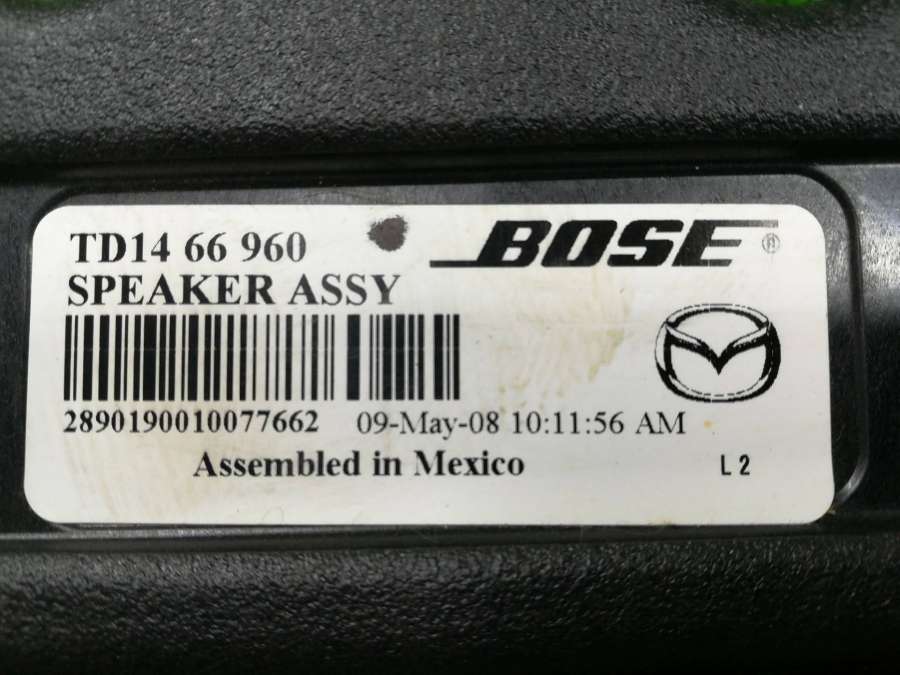 TD14 66 960
BOSE ®
SPEAKER ASSY
2890190010077662 09-May-08 10:11:56 AM
Assembled in Mexico L2